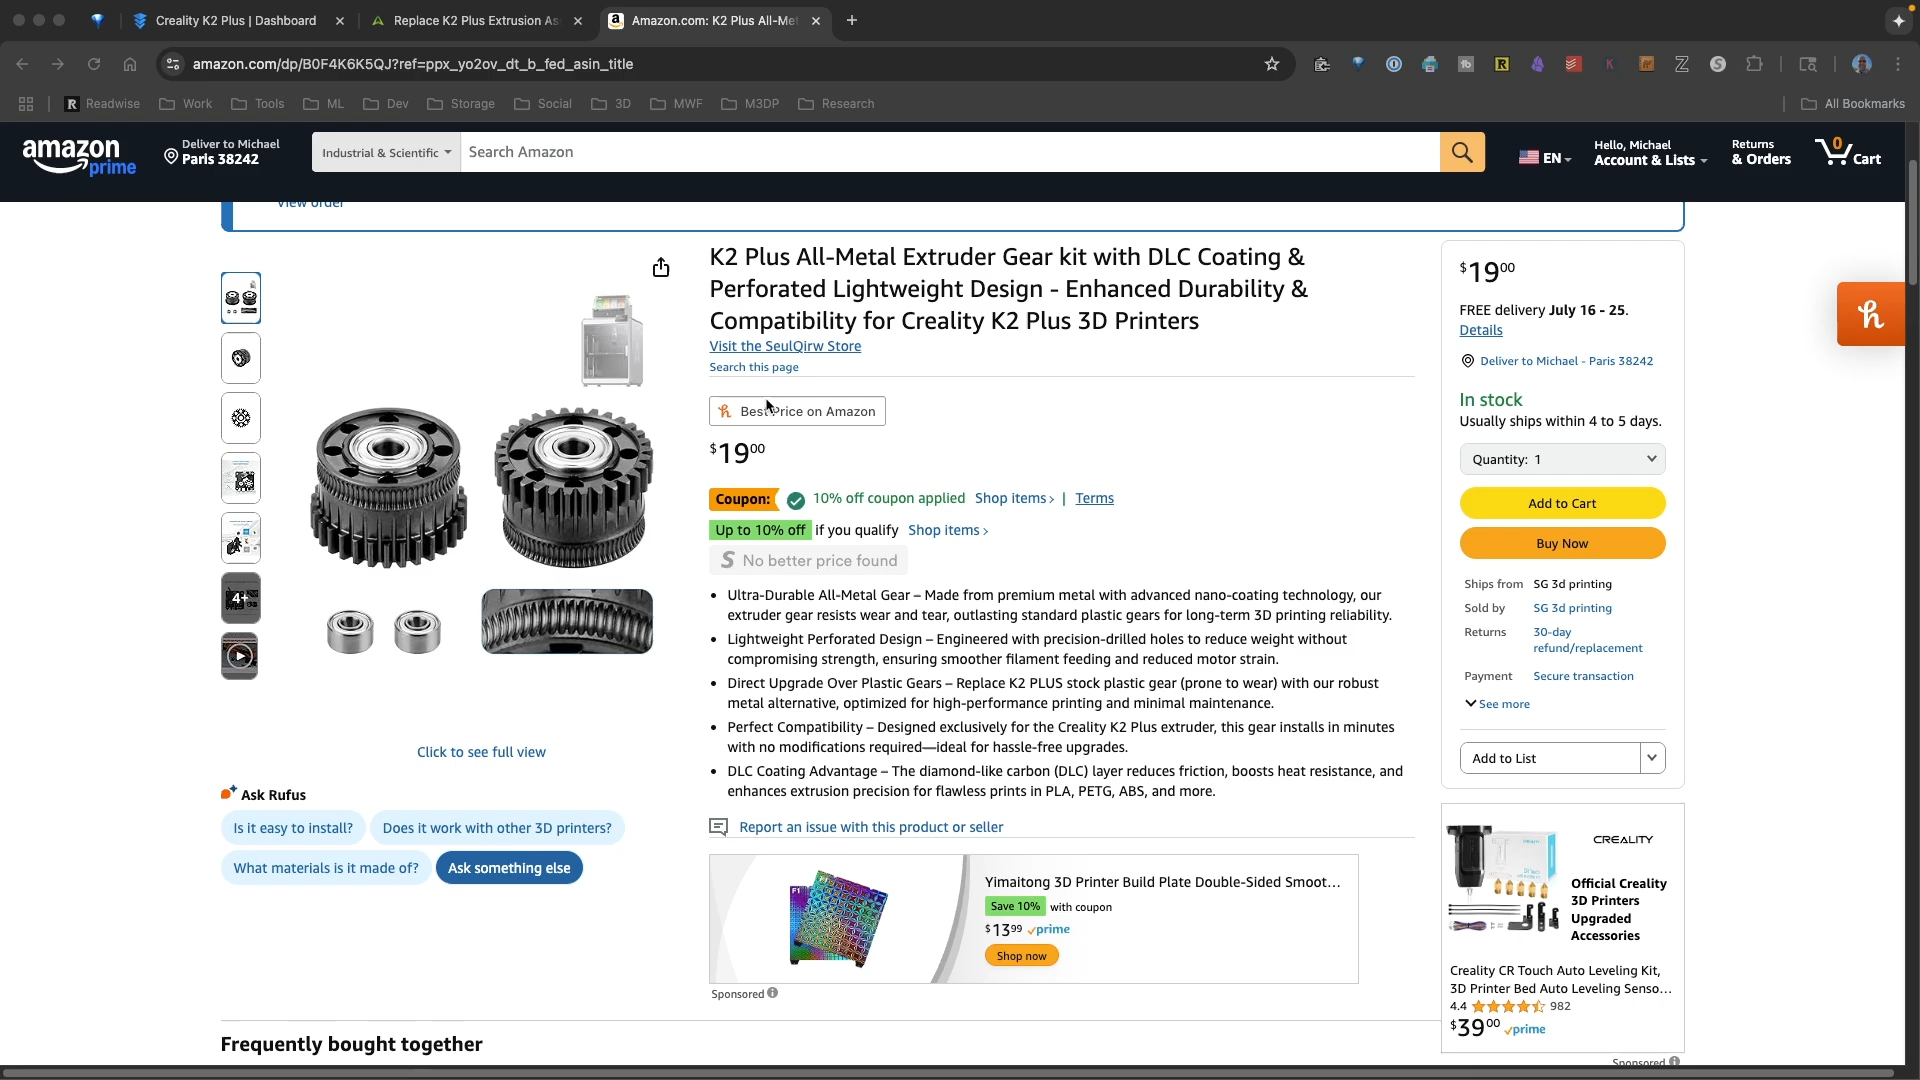 Creality K2 Plus | Dashboard
Replace K2 Plus Extrusion As
Amazon.com: K2 Plus All-Met
amazon.com/dp/B0F4K6K5QJ?ref=ppx_yo2ov_dt_b_fed_asin_title
Readwise
Work
Tools
ML
Dev
Storage
Social
3D
MWF
M3DP
Research
All Bookmarks
amazon prime
Deliver to Michael
Paris 38242
Industrial & Scientific
Search Amazon
EN
Hello, Michael
Account & Lists
Returns
& Orders
0
Cart
View order
K2 Plus All-Metal Extruder Gear kit with DLC Coating &
Perforated Lightweight Design - Enhanced Durability &
Compatibility for Creality K2 Plus 3D Printers
Visit the SeulQirw Store
Search this page
Best Price on Amazon
$19.00
Coupon: 10% off coupon applied Shop items › | Terms
Up to 10% off if you qualify Shop items ›
S No better price found
• Ultra-Durable All-Metal Gear – Made from premium metal with advanced nano-coating technology, our
extruder gear resists wear and tear, outlasting standard plastic gears for long-term 3D printing reliability.
• Lightweight Perforated Design – Engineered with precision-drilled holes to reduce weight without
compromising strength, ensuring smoother filament feeding and reduced motor strain.
• Direct Upgrade Over Plastic Gears – Replace K2 PLUS stock plastic gear (prone to wear) with our robust
metal alternative, optimized for high-performance printing and minimal maintenance.
• Perfect Compatibility – Designed exclusively for the Creality K2 Plus extruder, this gear installs in minutes
with no modifications required—ideal for hassle-free upgrades.
• DLC Coating Advantage – The diamond-like carbon (DLC) layer reduces friction, boosts heat resistance, and
enhances extrusion precision for flawless prints in PLA, PETG, ABS, and more.
Report an issue with this product or seller
4+
Click to see full view
Ask Rufus
Is it easy to install?
Does it work with other 3D printers?
What materials is it made of?
Ask something else
Yimaitong 3D Printer Build Plate Double-Sided Smoot...
Save 10% with coupon
$13.99 prime
Shop now
Sponsored
Frequently bought together
$19.00
FREE delivery July 16 - 25.
Details
Deliver to Michael - Paris 38242
In stock
Usually ships within 4 to 5 days.
Quantity: 1
Add to Cart
Buy Now
Ships from SG 3d printing
Sold by SG 3d printing
Returns 30-day
refund/replacement
Payment Secure transaction
See more
Add to List
CREALITY
Official Creality
3D Printers
Upgraded
Accessories
Creality CR Touch Auto Leveling Kit,
3D Printer Bed Auto Leveling Senso...
4.4 982
$39.00 prime
Sponsored